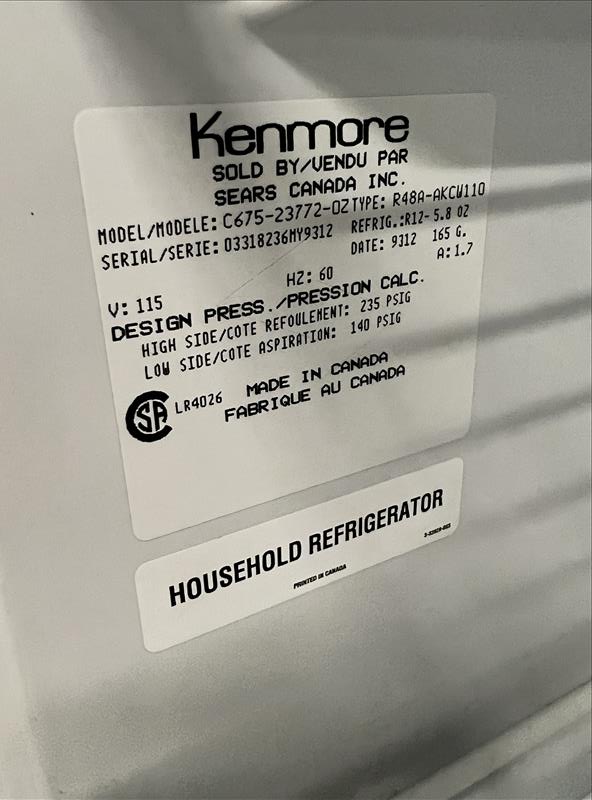 Kenmore
SOLD BY/VENDU PAR
SEARS CANADA INC.
MODEL/MODELE: C675-23772-0Z TYPE: R48A-AKCW110
SERIAL/SERIE: 03318236MY9312 REFRIG.:R12- 5.8 OZ
DATE: 9312 165 G.
V: 115 HZ: 60 A: 1.7
DESIGN PRESS./PRESSION CALC.
HIGH SIDE/COTE REFOULEMENT: 235 PSIG
LOW SIDE/COTE ASPIRATION: 140 PSIG
CSA LR4026 MADE IN CANADA
FABRIQUE AU CANADA
HOUSEHOLD REFRIGERATOR
PRINTED IN CANADA